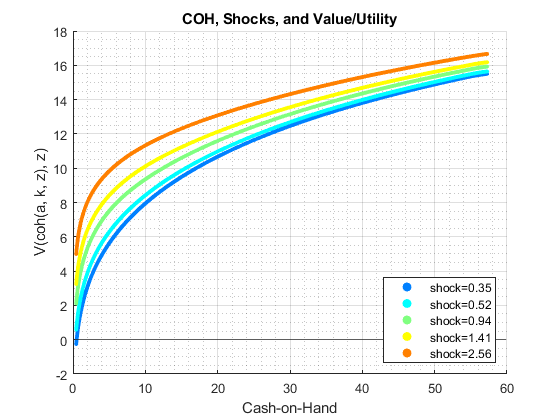 COH, Shocks, and Value/Utility
V(coh(a, k, z), z)
18
16
14
12
10
8
6
4
2
0
-2
0
10
20
30
40
50
60
Cash-on-Hand
shock=0.35
shock=0.52
shock=0.94
shock=1.41
shock=2.56